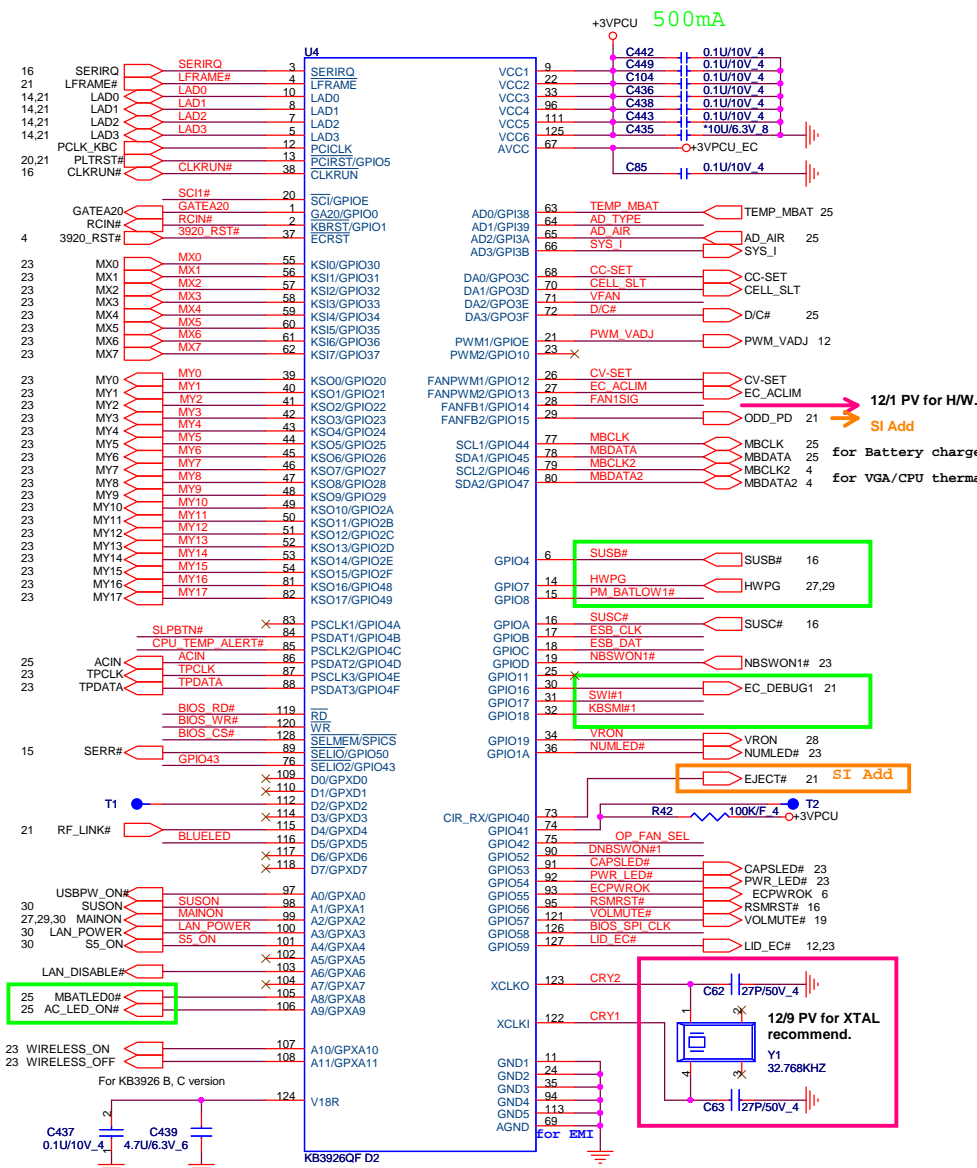 +3VPCU 500mA
U4
16 SERIRQ SERIRQ 3 SERIRQ
21 LFRAME# LFRAME# 4 LFRAME
14,21 LAD0 LAD0 10 LAD0
14,21 LAD1 LAD1 8 LAD1
14,21 LAD2 LAD2 7 LAD2
14,21 LAD3 LAD3 5 LAD3
PCLK_KBC 12 PCICLK
20,21 PLTRST# 13 PCIRST/GPIO5
16 CLKRUN# CLKRUN# 38 CLKRUN
SCI1# 20 SCI/GPIOE
GATEA20 GATEA20 1 GA20/GPIO0
RCIN# RCIN# 2 KBRST/GPIO1
4 3920_RST# 3920_RST# 37 ECRST
23 MX0 MX0 55 KSI0/GPIO30
23 MX1 MX1 56 KSI1/GPIO31
23 MX2 MX2 57 KSI2/GPIO32
23 MX3 MX3 58 KSI3/GPIO33
23 MX4 MX4 59 KSI4/GPIO34
23 MX5 MX5 60 KSI5/GPIO35
23 MX6 MX6 61 KSI6/GPIO36
23 MX7 MX7 62 KSI7/GPIO37
23 MY0 MY0 39 KSO0/GPIO20
23 MY1 MY1 40 KSO1/GPIO21
23 MY2 MY2 41 KSO2/GPIO22
23 MY3 MY3 42 KSO3/GPIO23
23 MY4 MY4 43 KSO4/GPIO24
23 MY5 MY5 44 KSO5/GPIO25
23 MY6 MY6 45 KSO6/GPIO26
23 MY7 MY7 46 KSO7/GPIO27
23 MY8 MY8 47 KSO8/GPIO28
23 MY9 MY9 48 KSO9/GPIO29
23 MY10 MY10 49 KSO10/GPIO2A
23 MY11 MY11 50 KSO11/GPIO2B
23 MY12 MY12 51 KSO12/GPIO2C
23 MY13 MY13 52 KSO13/GPIO2D
23 MY14 MY14 53 KSO14/GPIO2E
23 MY15 MY15 54 KSO15/GPIO2F
23 MY16 MY16 81 KSO16/GPIO48
23 MY17 MY17 82 KSO17/GPIO49
83 PSCLK1/GPIO4A
SLPBTN# 84 PSDAT1/GPIO4B
CPU_TEMP_ALERT# 85 PSCLK2/GPIO4C
25 ACIN ACIN 86 PSDAT2/GPIO4D
23 TPCLK TPCLK 87 PSCLK3/GPIO4E
23 TPDATA TPDATA 88 PSDAT3/GPIO4F
BIOS_RD# 119 RD
BIOS_WR# 120 WR
BIOS_CS# 128 SELMEM/SPICS
15 SERR# 89 SELIO/GPIO50
GPIO43 76 SELIO2/GPIO43
109 D0/GPXD0
110 D1/GPXD1
T1 112 D2/GPXD2
114 D3/GPXD3
21 RF_LINK# 115 D4/GPXD4
BLUELED 116 D5/GPXD5
117 D6/GPXD6
118 D7/GPXD7
USBPW_ON# 97 A0/GPXA0
30 SUSON SUSON 98 A1/GPXA1
27,29,30 MAINON MAINON 99 A2/GPXA2
30 LAN_POWER LAN_POWER 100 A3/GPXA3
30 S5_ON S5_ON 101 A4/GPXA4
102 A5/GPXA5
LAN_DISABLE# 103 A6/GPXA6
104 A7/GPXA7
25 MBATLED0# 105 A8/GPXA8
25 AC_LED_ON# 106 A9/GPXA9
23 WIRELESS_ON 107 A10/GPXA10
23 WIRELESS_OFF 108 A11/GPXA11
For KB3926 B, C version
124 V18R
2 1
C437 0.1U/10V_4
C439 4.7U/6.3V_6
KB3926QF D2
VCC1 9 C442 0.1U/10V_4
VCC2 22 C449 0.1U/10V_4
VCC3 33 C104 0.1U/10V_4
VCC4 96 C436 0.1U/10V_4
VCC5 111 C438 0.1U/10V_4
VCC6 125 C443 0.1U/10V_4
C435 *10U/6.3V_8
AVCC 67 +3VPCU_EC
C85 0.1U/10V_4
AD0/GPI38 63 TEMP_MBAT TEMP_MBAT 25
AD1/GPI39 64 AD_TYPE
AD2/GPI3A 65 AD_AIR AD_AIR 25
AD3/GPI3B 66 SYS_I SYS_I
DA0/GPO3C 68 CC-SET CC-SET
DA1/GPO3D 70 CELL_SLT CELL_SLT
DA2/GPO3E 71 VFAN
DA3/GPO3F 72 D/C# D/C# 25
PWM1/GPIOE 21 PWM_VADJ PWM_VADJ 12
PWM2/GPIO10 23
FANPWM1/GPIO12 26 CV-SET CV-SET
FANPWM2/GPIO13 27 EC_ACLIM EC_ACLIM
FANFB1/GPIO14 28 FAN1SIG 12/1 PV for H/W.
FANFB2/GPIO15 29 ODD_PD 21 SI Add
SCL1/GPIO44 77 MBCLK MBCLK 25
SDA1/GPIO45 78 MBDATA MBDATA 25 for Battery charge
SCL2/GPIO46 79 MBCLK2 MBCLK2 4
SDA2/GPIO47 80 MBDATA2 MBDATA2 4 for VGA/CPU therma
GPIO4 6 SUSB# SUSB# 16
GPIO7 14 HWPG HWPG 27,29
GPIO8 15 PM_BATLOW1#
GPIOA 16 SUSC# SUSC# 16
GPIOB 17 ESB_CLK
GPIOC 18 ESB_DAT
GPIOD 19 NBSWON1# NBSWON1# 23
GPIO11 25
GPIO16 30 EC_DEBUG1 21
GPIO17 31 SWI#1
GPIO18 32 KBSMI#1
GPIO19 34 VRON VRON 28
GPIO1A 36 NUMLED# NUMLED# 23
EJECT# 21 SI Add
CIR_RX/GPIO40 73
GPIO41 74 T2
R42 100K/F_4 +3VPCU
GPIO42 75 OP_FAN_SEL
GPIO52 90 DNBSWON#1
GPIO53 91 CAPSLED# CAPSLED# 23
GPIO54 92 PWR_LED# PWR_LED# 23
GPIO55 93 ECPWROK ECPWROK 6
GPIO56 95 RSMRST# RSMRST# 16
GPIO57 121 VOLMUTE# VOLMUTE# 19
GPIO58 126 BIOS_SPI_CLK
GPIO59 127 LID_EC# LID_EC# 12,23
XCLKO 123 CRY2
C62 27P/50V_4
XCLKI 122 CRY1
1 2
4 3
12/9 PV for XTAL
recommend.
Y1
32.768KHZ
C63 27P/50V_4
GND1 11
GND2 24
GND3 35
GND4 94
GND5 113
AGND 69
for EMI